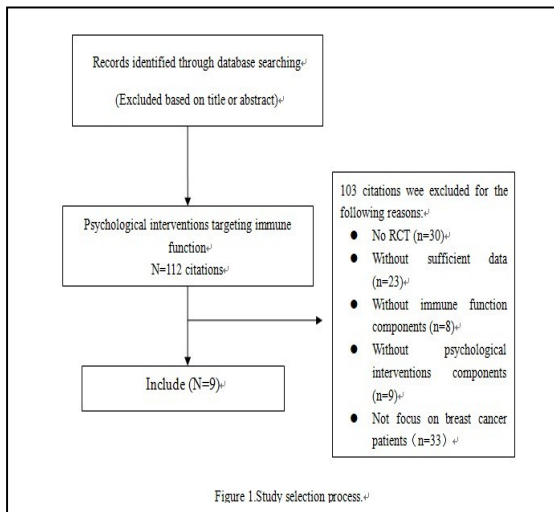 Records identified through database searching↵
(Excluded based on title or abstract)↵
Psychological interventions targeting immune
function↵
N=112 citations↵
Include (N=9)↵
103 citations wee excluded for the
following reasons:↵
● No RCT (n=30)↵
● Without sufficient data
(n=23)↵
● Without immune function
components (n=8)↵
● Without psychological
interventions components
(n=9)↵
● Not focus on breast cancer
patients（n=33）↵
Figure 1.Study selection process.↵